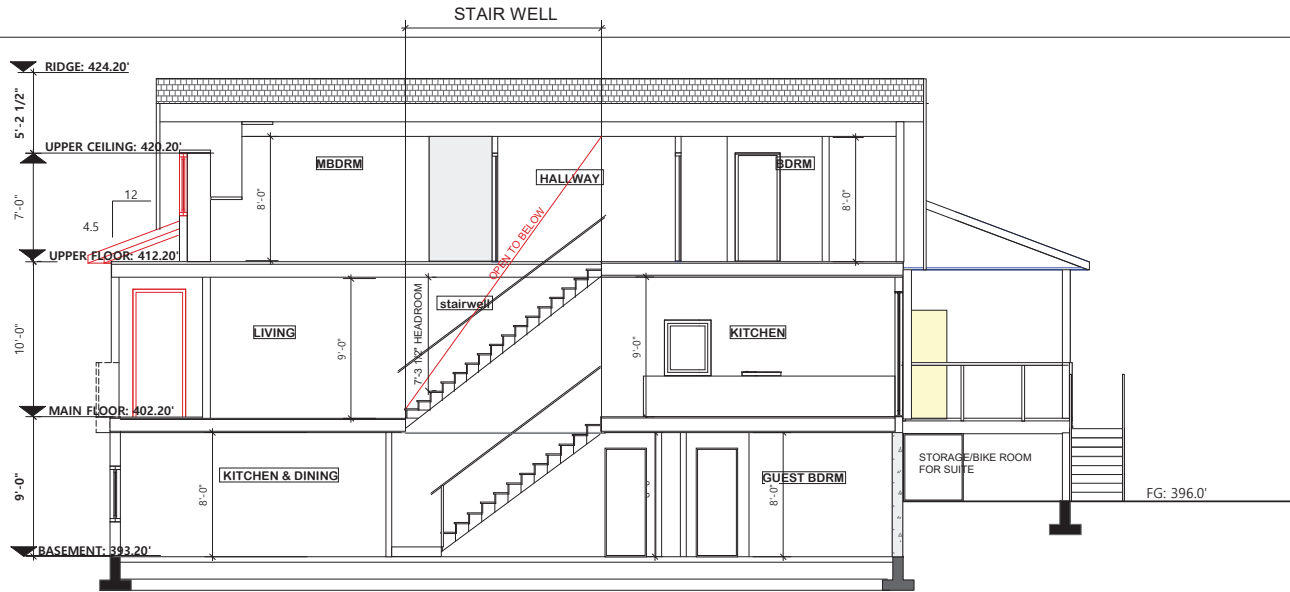 STAIR WELL
RIDGE: 424.20'
5'-2 1/2"
UPPER CEILING: 420.20'
MBDRM
BDRM
HALLWAY
12
4.5
7'-0"
8'-0"
8'-0"
OPEN TO BELOW
UPPER FLOOR: 412.20'
stairwell
7'-3 1/2" HEADROOM
LIVING
KITCHEN
10'-0"
9'-0"
9'-0"
MAIN FLOOR: 402.20'
KITCHEN & DINING
GUEST BDRM
STORAGE/BIKE ROOM
FOR SUITE
9'-0"
8'-0"
8'-0"
FG: 396.0'
BASEMENT: 393.20'